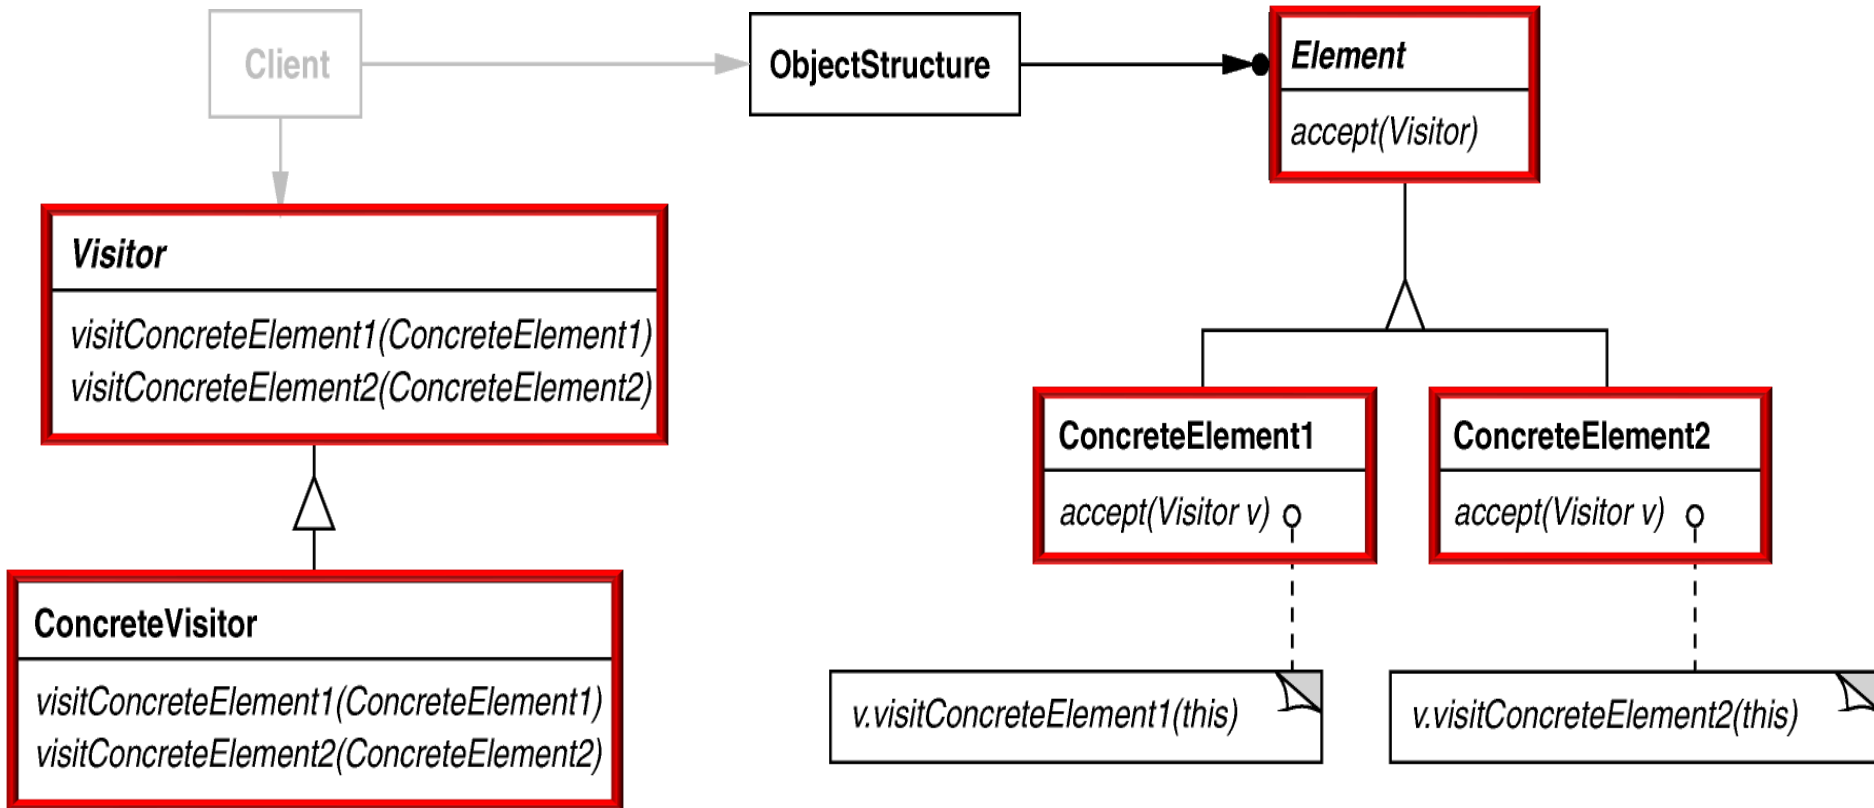 Client
ObjectStructure
Element
accept(Visitor)
Visitor
visitConcreteElement1(ConcreteElement1)
visitConcreteElement2(ConcreteElement2)
ConcreteElement1
accept(Visitor v)
ConcreteElement2
accept(Visitor v)
ConcreteVisitor
visitConcreteElement1(ConcreteElement1)
visitConcreteElement2(ConcreteElement2)
v.visitConcreteElement1(this)
v.visitConcreteElement2(this)